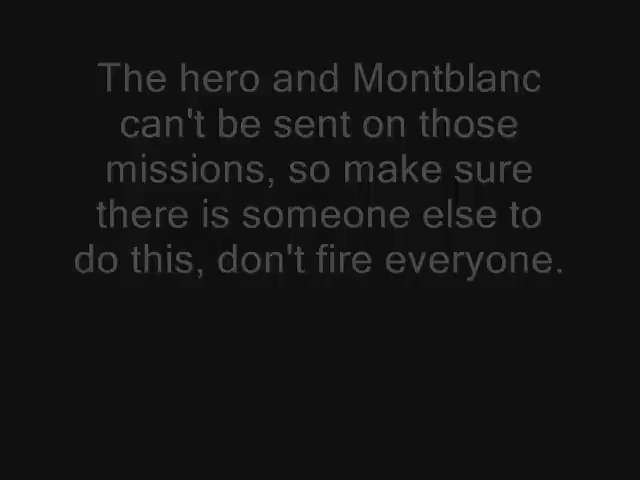 The hero and Montblanc
can't be sent on those
missions, so make sure
there is someone else to
do this, don't fire everyone.